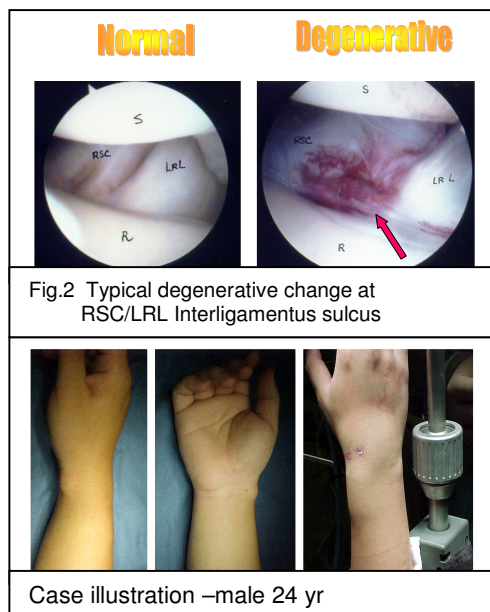 Normal Degenerative
S
RSC
LRL
R
S
RSC
LRL
R
Fig.2 Typical degenerative change at
RSC/LRL Interligamentus sulcus
Case illustration –male 24 yr